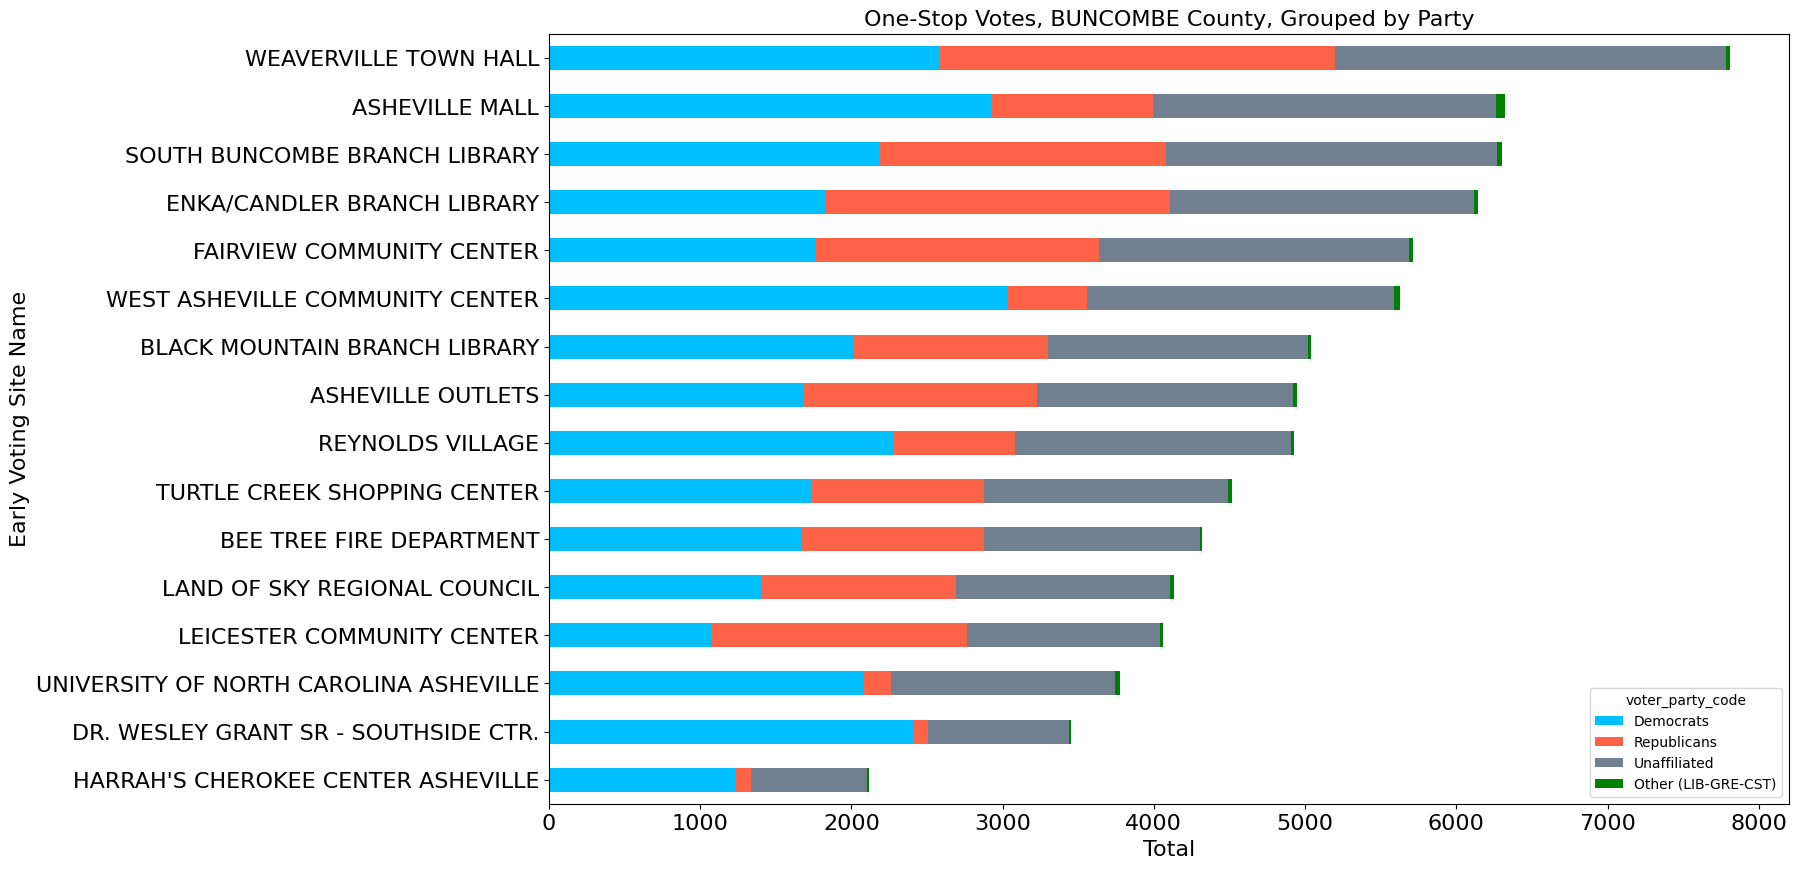 One-Stop Votes, BUNCOMBE County, Grouped by Party
Early Voting Site Name
WEAVERVILLE TOWN HALL
ASHEVILLE MALL
SOUTH BUNCOMBE BRANCH LIBRARY
ENKA/CANDLER BRANCH LIBRARY
FAIRVIEW COMMUNITY CENTER
WEST ASHEVILLE COMMUNITY CENTER
BLACK MOUNTAIN BRANCH LIBRARY
ASHEVILLE OUTLETS
REYNOLDS VILLAGE
TURTLE CREEK SHOPPING CENTER
BEE TREE FIRE DEPARTMENT
LAND OF SKY REGIONAL COUNCIL
LEICESTER COMMUNITY CENTER
UNIVERSITY OF NORTH CAROLINA ASHEVILLE
DR. WESLEY GRANT SR - SOUTHSIDE CTR.
HARRAH'S CHEROKEE CENTER ASHEVILLE
voter_party_code
Democrats
Republicans
Unaffiliated
Other (LIB-GRE-CST)
0 1000 2000 3000 4000 5000 6000 7000 8000
Total